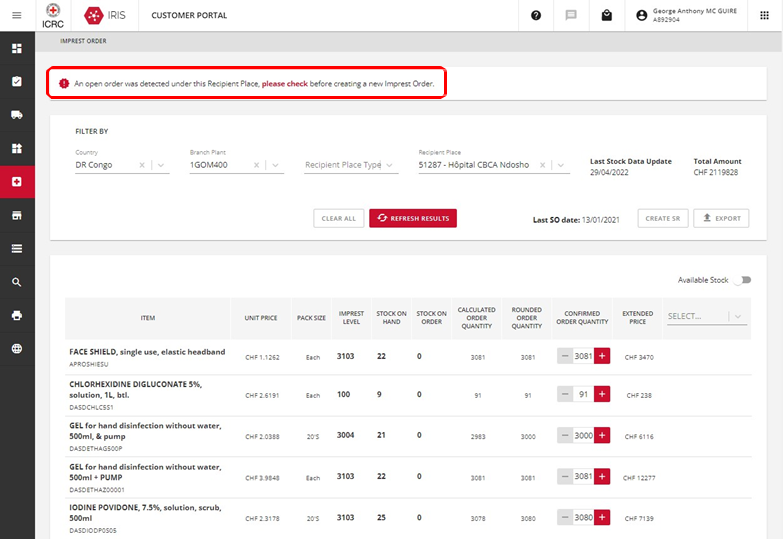 ICRC
IRIS
CUSTOMER PORTAL
George Anthony MC GUIRE
A892904
IMPREST ORDER
An open order was detected under this Recipient Place, please check before creating a new Imprest Order.
FILTER BY
Country
DR Congo
Branch Plant
1GOM400
Recipient Place Type
Recipient Place
51287 - Hôpital CBCA Ndosho
Last Stock Data Update
29/04/2022
Total Amount
CHF 2119828
CLEAR ALL
REFRESH RESULTS
Last SO date: 13/01/2021
CREATE SR
EXPORT
Available Stock
ITEM UNIT PRICE PACK SIZE IMPREST LEVEL STOCK ON HAND STOCK ON ORDER CALCULATED ORDER QUANTITY ROUNDED ORDER QUANTITY CONFIRMED ORDER QUANTITY EXTENDED PRICE SELECT...
FACE SHIELD, single use, elastic headband
APROSHIESU
CHF 1.1262 Each 3103 22 0 3081 3081 − 3081 + CHF 3470
CHLORHEXIDINE DIGLUCONATE 5%,
solution, 1L, btl.
DASDCHLC5S1
CHF 2.6191 Each 100 9 0 91 91 − 91 + CHF 238
GEL for hand disinfection without water,
500ml, & pump
DASDETHAG500P
CHF 2.0388 20'S 3004 21 0 2983 3000 − 3000 + CHF 6116
GEL for hand disinfection without water,
500ml + PUMP
DASDETHAZ00001
CHF 3.9848 Each 3103 22 0 3081 3081 − 3081 + CHF 12277
IODINE POVIDONE, 7.5%, solution, scrub,
500ml
DASDIODP0S05
CHF 2.3178 20'S 3103 25 0 3078 3080 − 3080 + CHF 7139